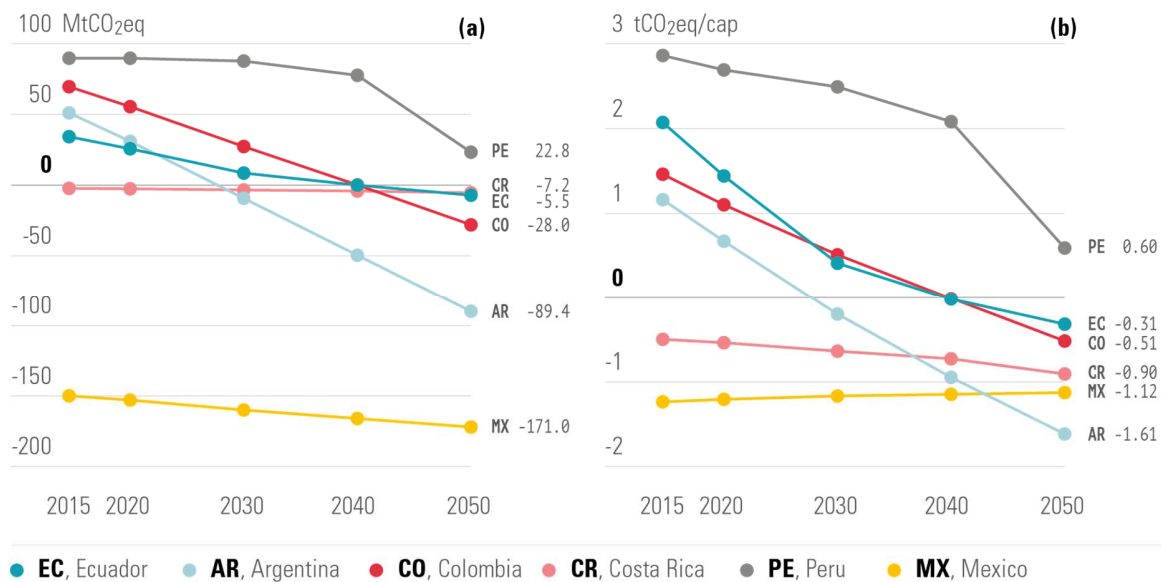 100 MtCO₂eq (a)
50
0
-50
-100
-150
-200
PE 22.8
CR -7.2
EC -5.5
CO -28.0
AR -89.4
MX -171.0
2015 2020 2030 2040 2050
3 tCO₂eq/cap (b)
2
1
0
-1
-2
PE 0.60
EC -0.31
CO -0.51
CR -0.90
MX -1.12
AR -1.61
2015 2020 2030 2040 2050
EC, Ecuador AR, Argentina CO, Colombia CR, Costa Rica PE, Peru MX, Mexico